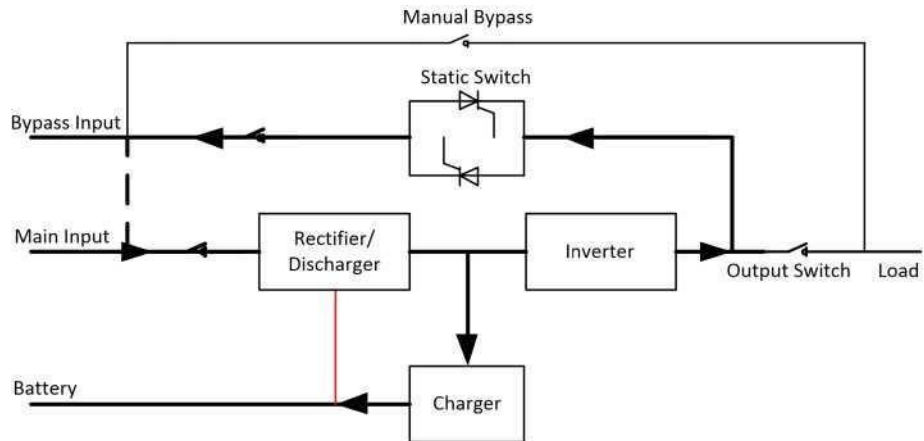 Manual Bypass
Static Switch
Bypass Input
Main Input
Rectifier/
Discharger
Inverter
Output Switch
Load
Battery
Charger